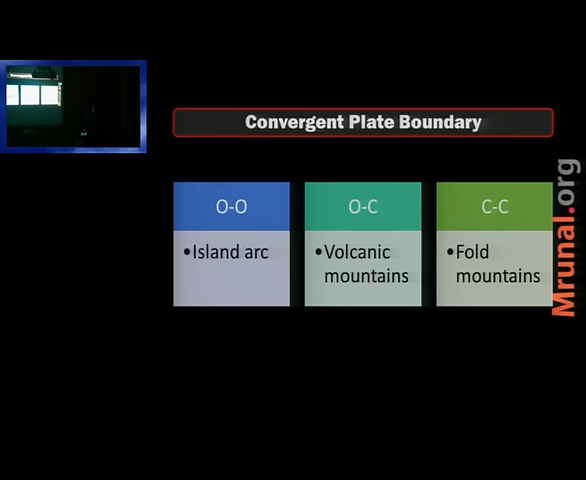 Convergent Plate Boundary
O-O
•Island arc
O-C
•Volcanic
mountains
C-C
•Fold
mountains
Mrunal.org